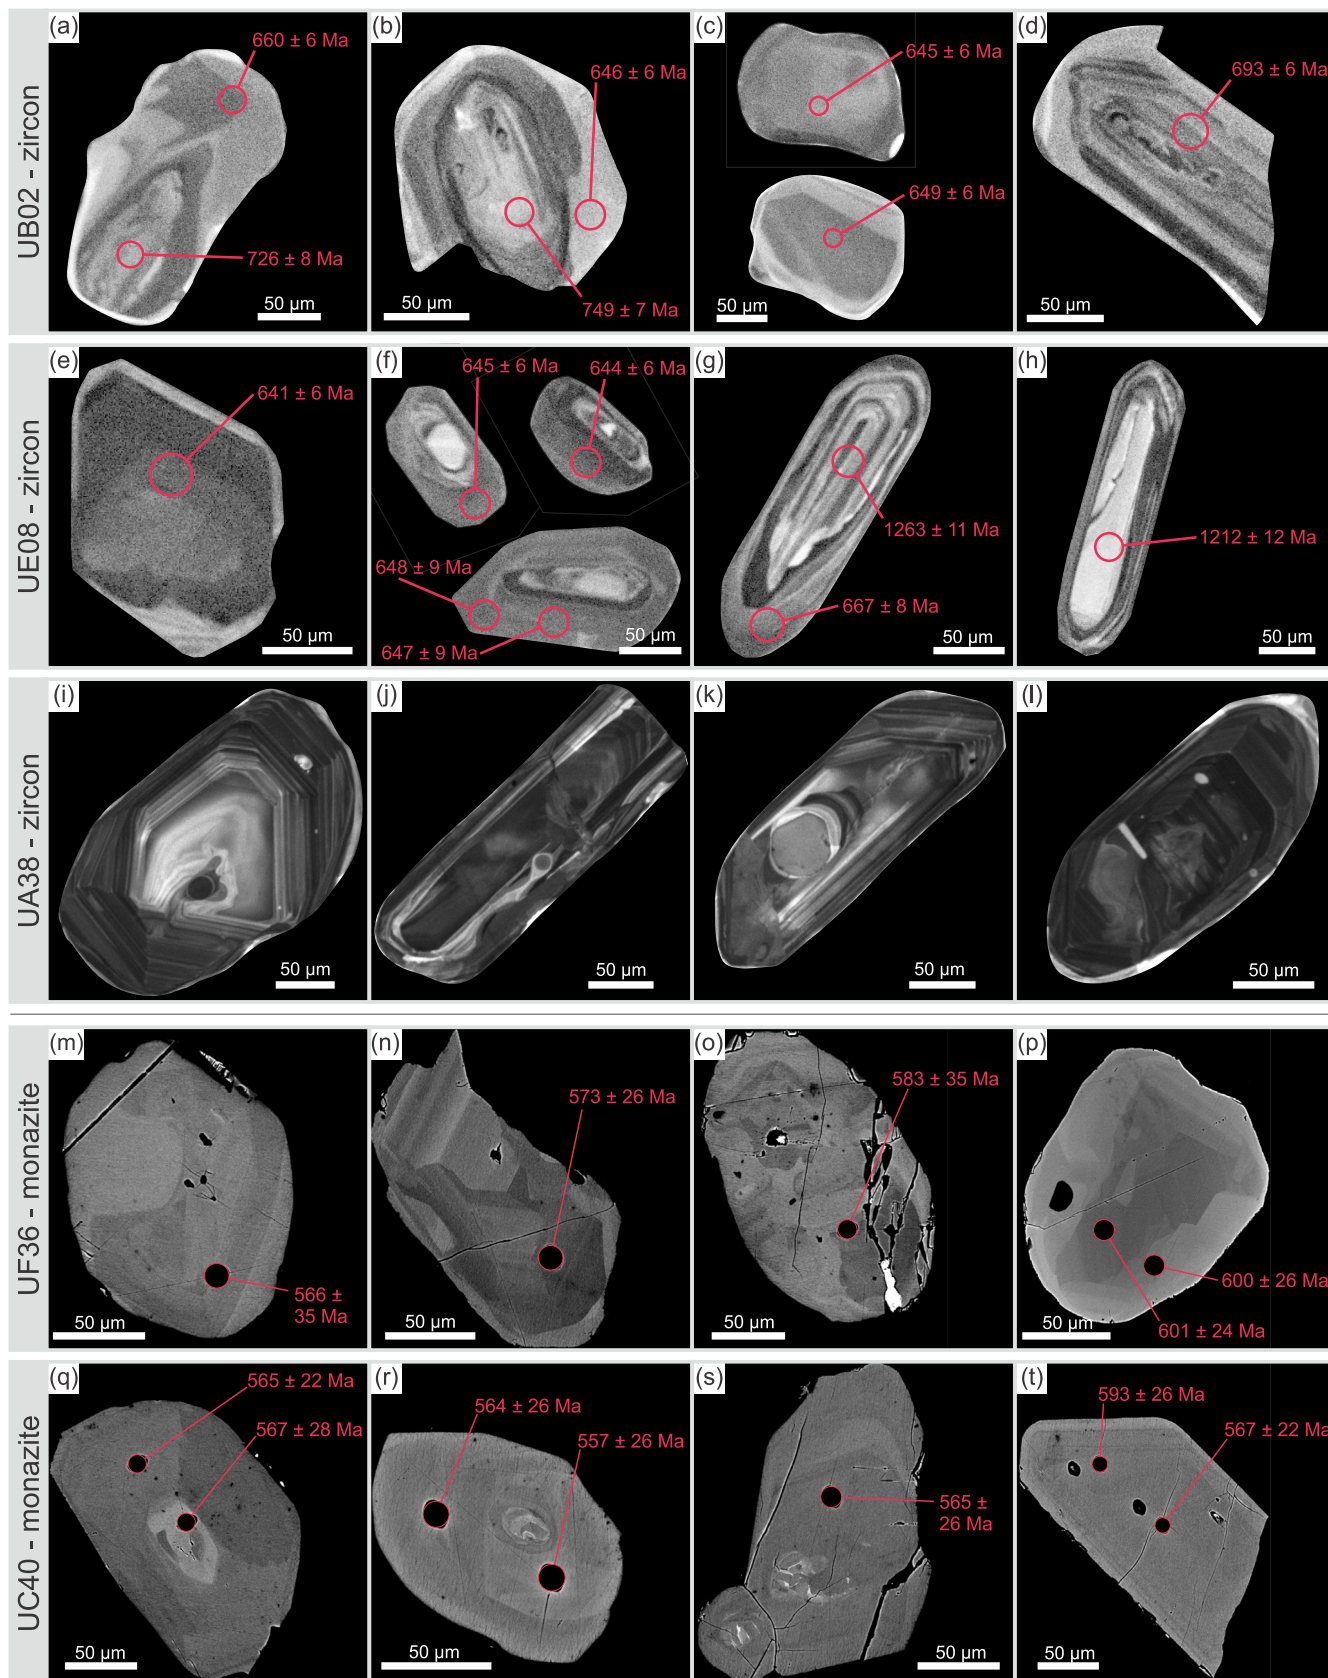 UB02 - zircon
(a)
660 ± 6 Ma
726 ± 8 Ma
50 µm
(b)
646 ± 6 Ma
749 ± 7 Ma
50 µm
(c)
645 ± 6 Ma
649 ± 6 Ma
50 µm
(d)
693 ± 6 Ma
50 µm
UE08 - zircon
(e)
641 ± 6 Ma
50 µm
(f)
645 ± 6 Ma
644 ± 6 Ma
648 ± 9 Ma
647 ± 9 Ma
50 µm
(g)
1263 ± 11 Ma
667 ± 8 Ma
50 µm
(h)
1212 ± 12 Ma
50 µm
UA38 - zircon
(i)
50 µm
(j)
50 µm
(k)
50 µm
(l)
50 µm
UF36 - monazite
(m)
566 ±
35 Ma
50 µm
(n)
573 ± 26 Ma
50 µm
(o)
583 ± 35 Ma
50 µm
(p)
600 ± 26 Ma
601 ± 24 Ma
50 µm
UC40 - monazite
(q)
565 ± 22 Ma
567 ± 28 Ma
50 µm
(r)
564 ± 26 Ma
557 ± 26 Ma
50 µm
(s)
565 ±
26 Ma
50 µm
(t)
593 ± 26 Ma
567 ± 22 Ma
50 µm